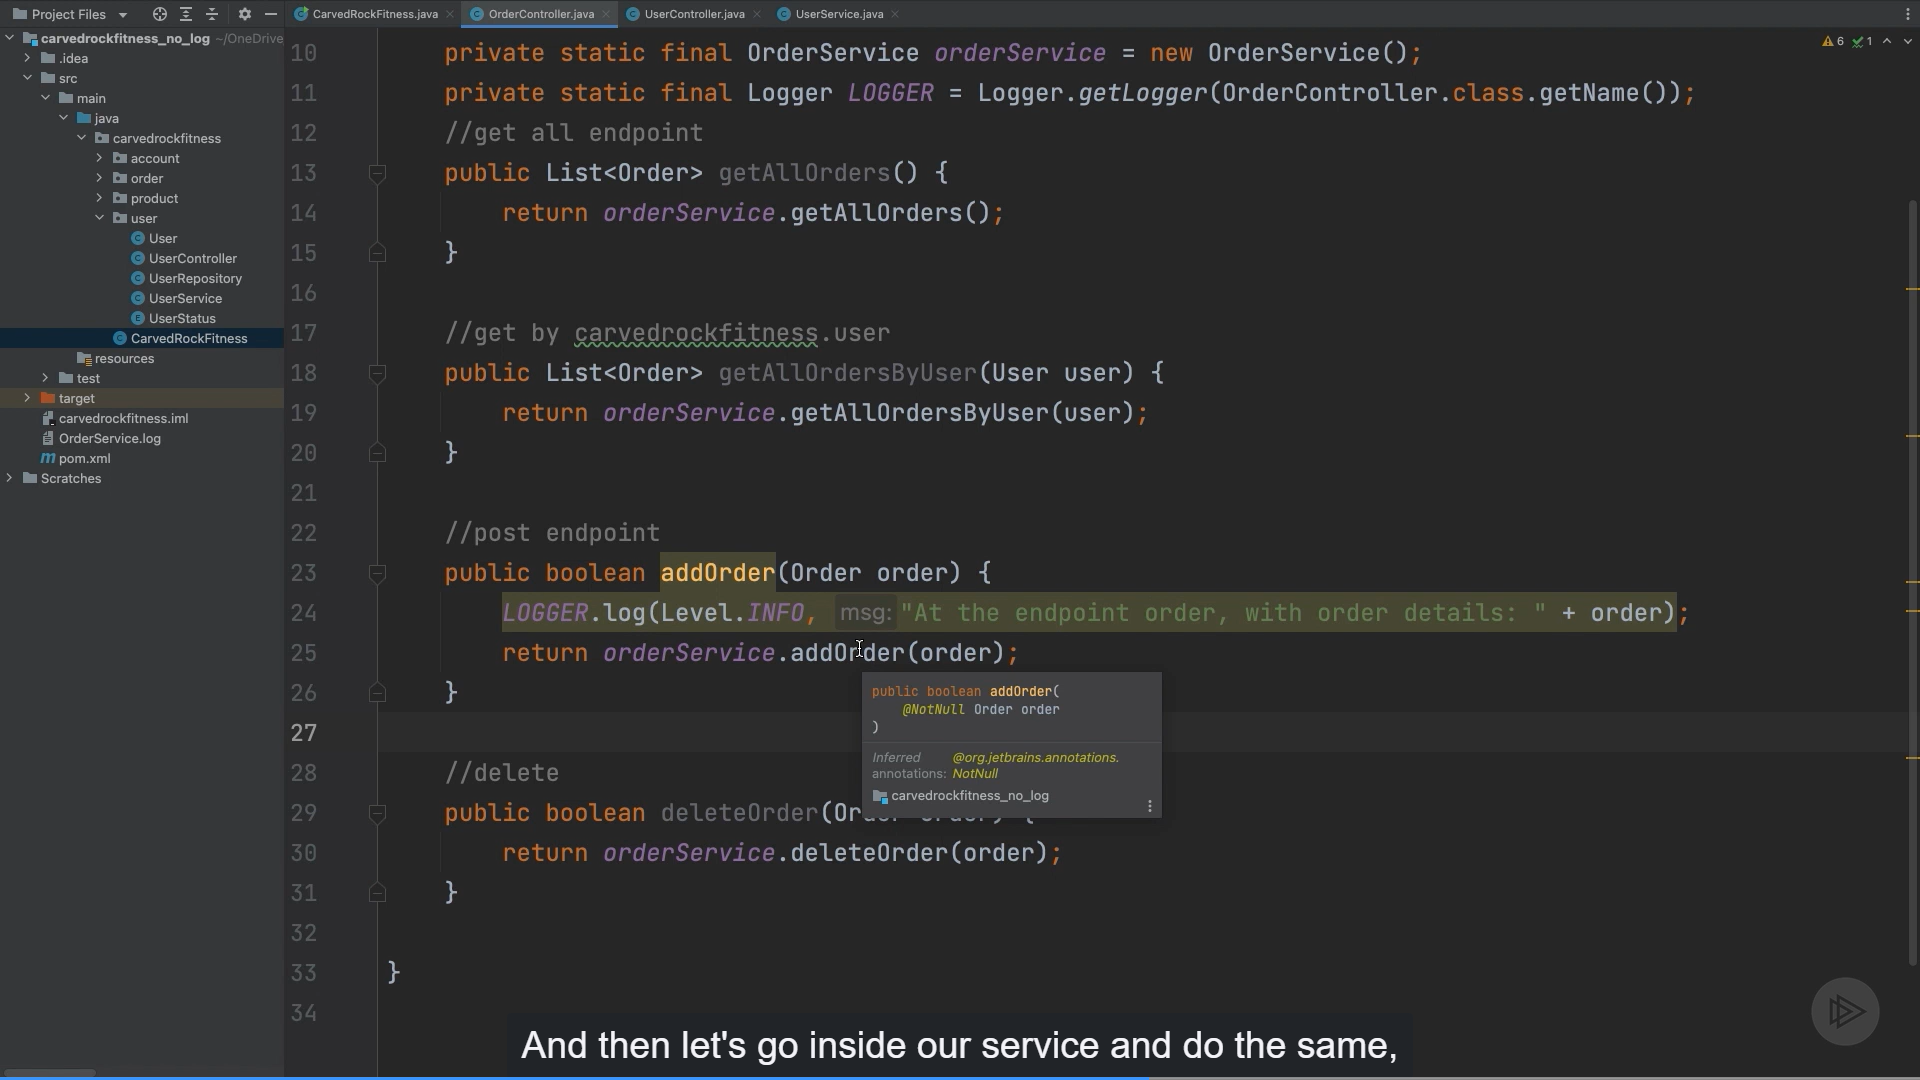 Project Files
CarvedRockFitness.java
OrderController.java
UserController.java
UserService.java
carvedrockfitness_no_log ~/OneDrive
.idea
src
main
java
carvedrockfitness
account
order
product
user
User
UserController
UserRepository
UserService
UserStatus
CarvedRockFitness
resources
test
target
carvedrockfitness.iml
OrderService.log
pom.xml
Scratches
6 1
10 private static final OrderService orderService = new OrderService();
11 private static final Logger LOGGER = Logger.getLogger(OrderController.class.getName());
12 //get all endpoint
13 public List<Order> getAllOrders() {
14 return orderService.getAllOrders();
15 }
16
17 //get by carvedrockfitness.user
18 public List<Order> getAllOrdersByUser(User user) {
19 return orderService.getAllOrdersByUser(user);
20 }
21
22 //post endpoint
23 public boolean addOrder(Order order) {
24 LOGGER.log(Level.INFO, msg: "At the endpoint order, with order details: " + order);
25 return orderService.addOrder(order);
26 }
27
28 //delete
29 public boolean deleteOrder(Or
30 return orderService.deleteOrder(order);
31 }
32
33 }
34
public boolean addOrder(
@NotNull Order order
)
Inferred @org.jetbrains.annotations.
annotations: NotNull
carvedrockfitness_no_log
And then let's go inside our service and do the same,